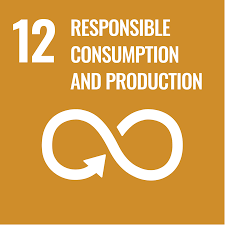 12 RESPONSIBLE
CONSUMPTION
AND PRODUCTION